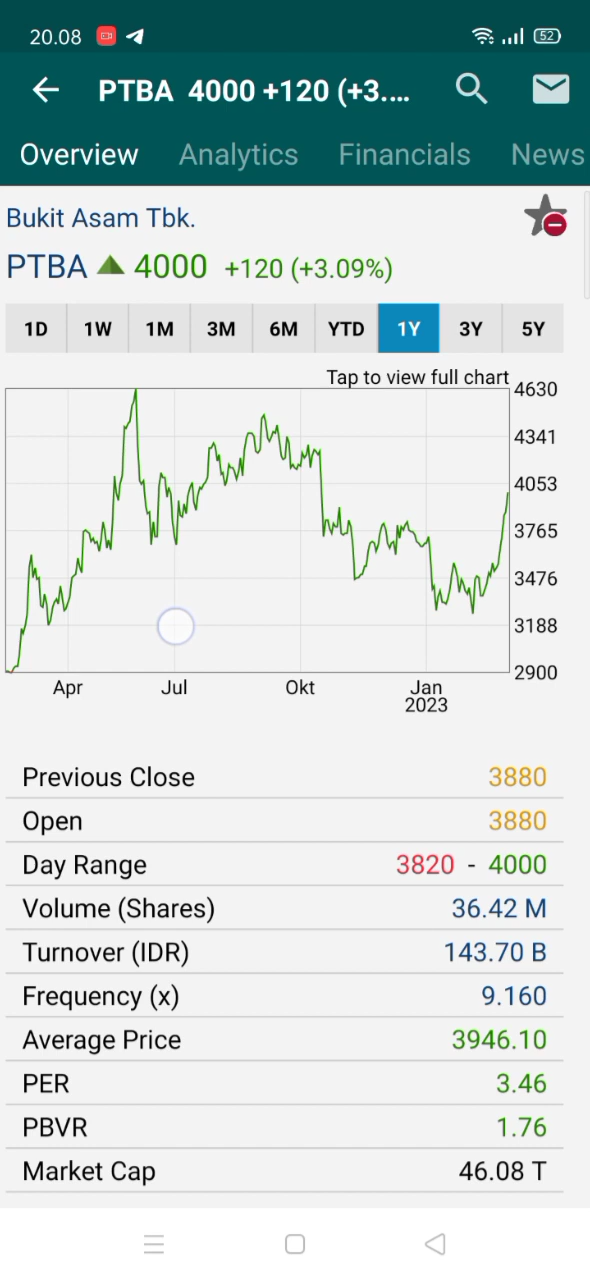 20.08 52
PTBA 4000 +120 (+3....
Overview Analytics Financials News
Bukit Asam Tbk.
PTBA 4000 +120 (+3.09%)
1D 1W 1M 3M 6M YTD 1Y 3Y 5Y
Tap to view full chart
4630
4341
4053
3765
3476
3188
2900
Apr Jul Okt Jan
2023
Previous Close 3880
Open 3880
Day Range 3820 - 4000
Volume (Shares) 36.42 M
Turnover (IDR) 143.70 B
Frequency (x) 9.160
Average Price 3946.10
PER 3.46
PBVR 1.76
Market Cap 46.08 T